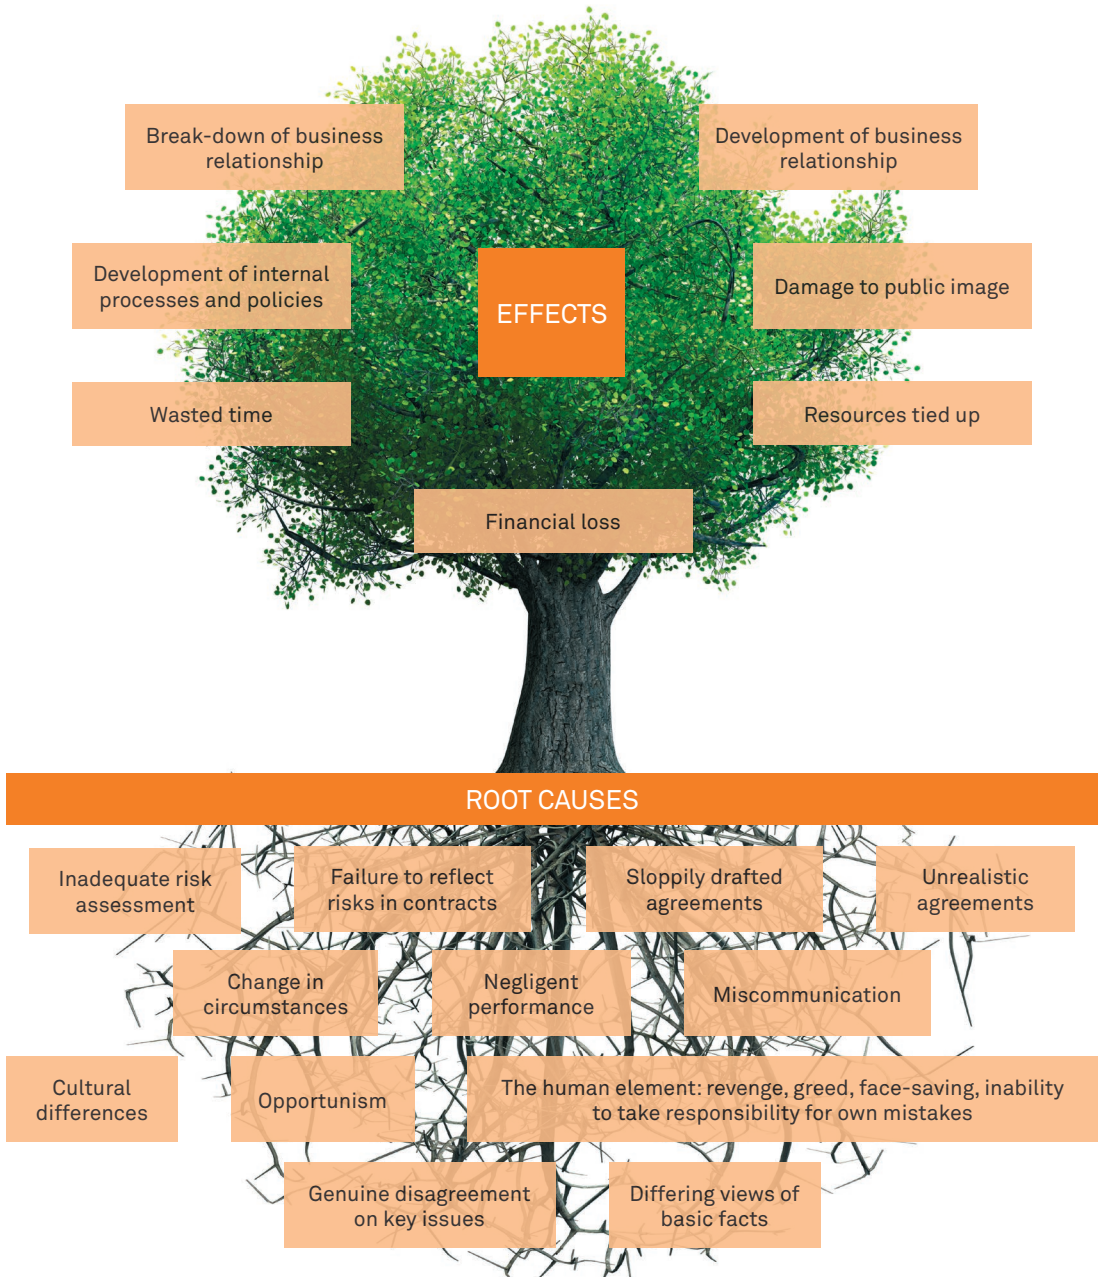 Break-down of business
relationship
Development of business
relationship
Development of internal
processes and policies
EFFECTS
Damage to public image
Wasted time
Resources tied up
Financial loss
ROOT CAUSES
Inadequate risk
assessment
Failure to reflect
risks in contracts
Sloppily drafted
agreements
Unrealistic
agreements
Change in
circumstances
Negligent
performance
Miscommunication
Cultural
differences
Opportunism
The human element: revenge, greed, face-saving, inability
to take responsibility for own mistakes
Genuine disagreement
on key issues
Differing views of
basic facts